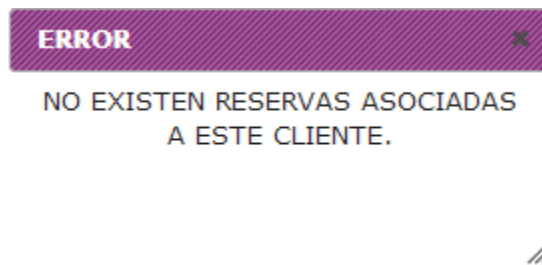 ERROR
NO EXISTEN RESERVAS ASOCIADAS
A ESTE CLIENTE.